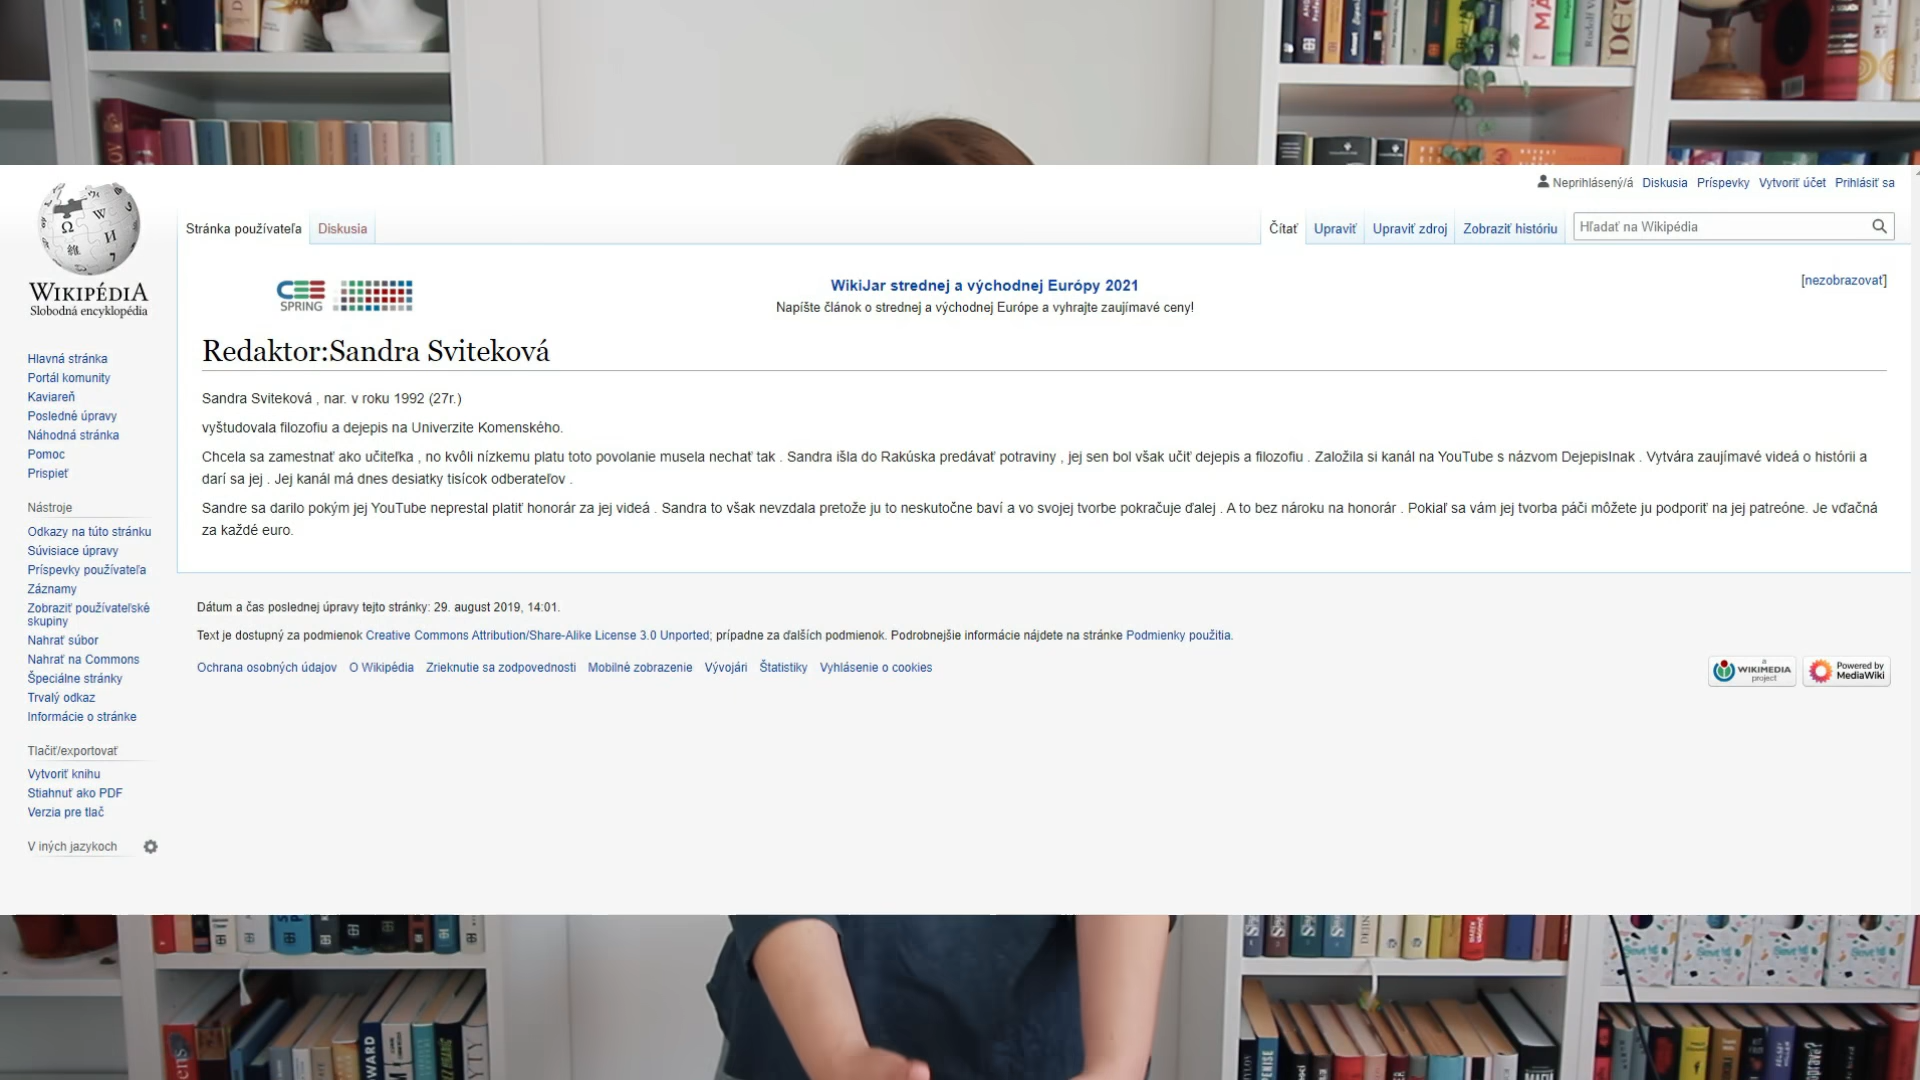 Neprihlásený/á Diskusia Príspevky Vytvoriť účet Prihlásiť sa
Stránka používateľa Diskusia Čítať Upraviť Upraviť zdroj Zobraziť históriu Hľadať na Wikipédia
WIKIPÉDIA
Slobodná encyklopédia
CEE SPRING
WikiJar strednej a východnej Európy 2021
[nezobrazovať]
Napíšte článok o strednej a východnej Európe a vyhrajte zaujímavé ceny!
Redaktor:Sandra Sviteková
Sandra Sviteková , nar. v roku 1992 (27r.)
vyštudovala filozofiu a dejepis na Univerzite Komenského.
Chcela sa zamestnať ako učiteľka , no kvôli nízkemu platu toto povolanie musela nechať tak . Sandra išla do Rakúska predávať potraviny , jej sen bol však učiť dejepis a filozofiu . Založila si kanál na YouTube s názvom DejepisInak . Vytvára zaujímavé videá o histórii a
darí sa jej . Jej kanál má dnes desiatky tisícok odberateľov .
Sandre sa darilo pokým jej YouTube neprestal platiť honorár za jej videá . Sandra to však nevzdala pretože ju to neskutočne baví a vo svojej tvorbe pokračuje ďalej . A to bez nároku na honorár . Pokiaľ sa vám jej tvorba páči môžete ju podporiť na jej patreóne. Je vďačná
za každé euro.
Dátum a čas poslednej úpravy tejto stránky: 29. august 2019, 14:01.
Text je dostupný za podmienok Creative Commons Attribution/Share-Alike License 3.0 Unported; prípadne za ďalších podmienok. Podrobnejšie informácie nájdete na stránke Podmienky použitia.
Ochrana osobných údajov O Wikipédia Zrieknutie sa zodpovednosti Mobilné zobrazenie Vývojári Štatistiky Vyhlásenie o cookies
a WIKIMEDIA project
Powered by MediaWiki
Hlavná stránka
Portál komunity
Kaviareň
Posledné úpravy
Náhodná stránka
Pomoc
Prispieť
Nástroje
Odkazy na túto stránku
Súvisiace úpravy
Príspevky používateľa
Záznamy
Zobraziť používateľské
skupiny
Nahrať súbor
Nahrať na Commons
Špeciálne stránky
Trvalý odkaz
Informácie o stránke
Tlačiť/exportovať
Vytvoriť knihu
Stiahnuť ako PDF
Verzia pre tlač
V iných jazykoch